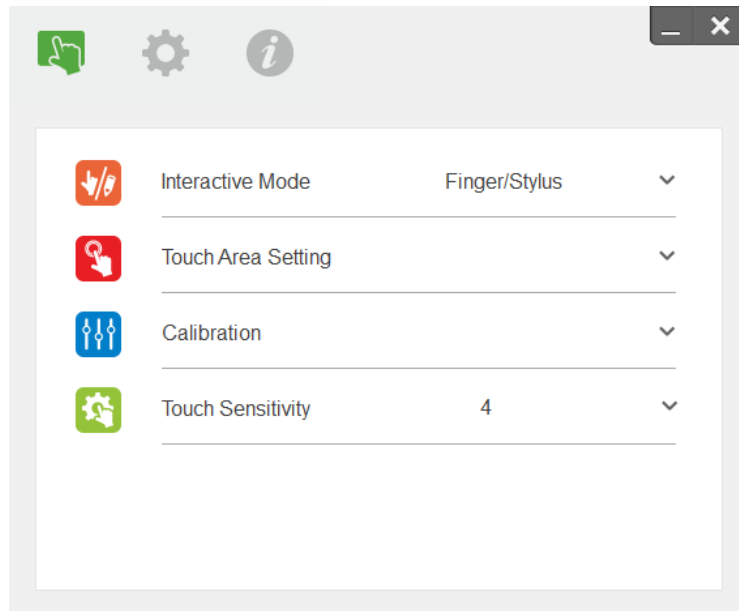 Interactive Mode Finger/Stylus
Touch Area Setting
Calibration
Touch Sensitivity 4